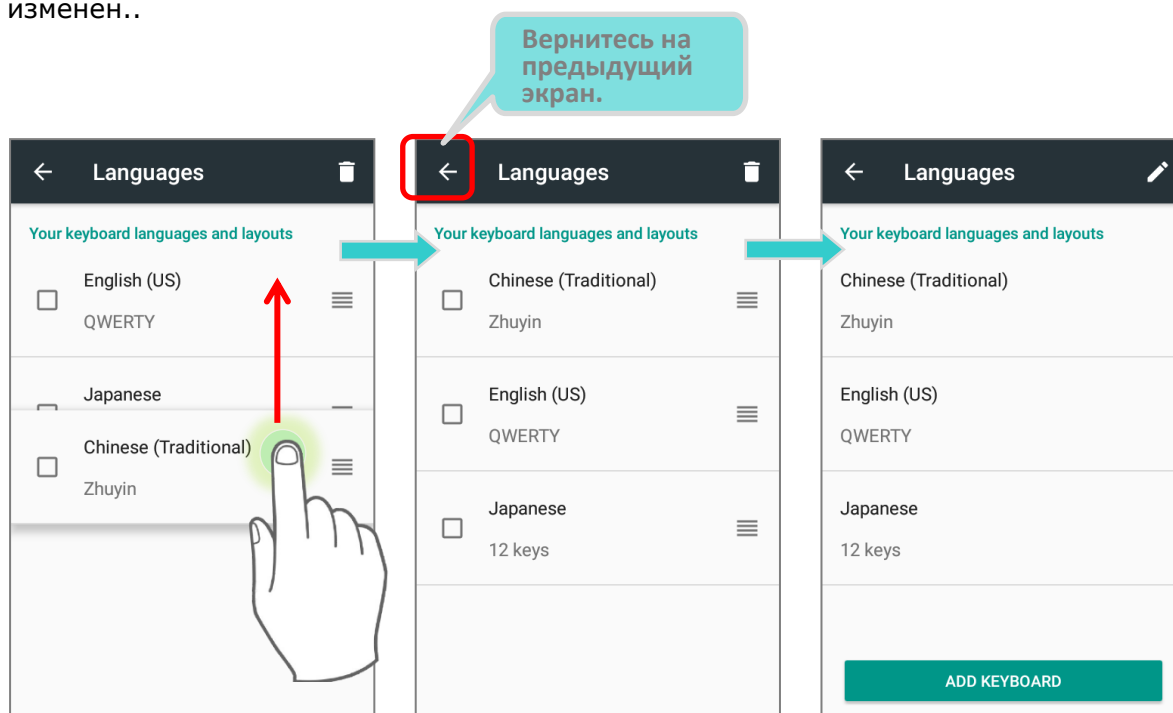 изменен..
Вернитесь на
предыдущий
экран.
Languages
Your keyboard languages and layouts
English (US)
QWERTY
Japanese
Chinese (Traditional)
Zhuyin
Languages
Your keyboard languages and layouts
Chinese (Traditional)
Zhuyin
English (US)
QWERTY
Japanese
12 keys
Languages
Your keyboard languages and layouts
Chinese (Traditional)
Zhuyin
English (US)
QWERTY
Japanese
12 keys
ADD KEYBOARD